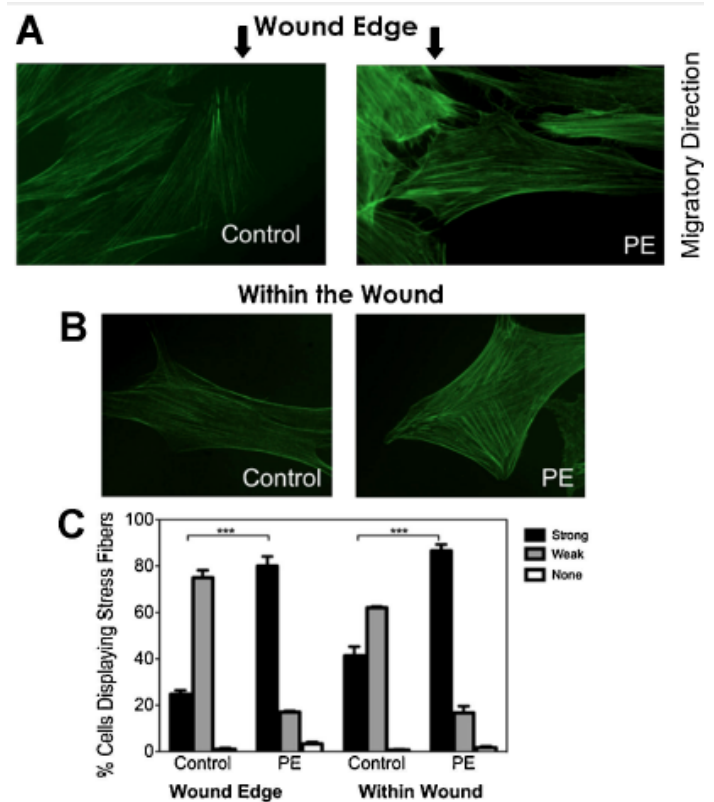 A
Wound Edge
Control
PE
Migratory Direction
Within the Wound
B
Control
PE
C
% Cells Displaying Stress Fibers
100
80
60
40
20
0
***
***
Strong
Weak
None
Control PE Control PE
Wound Edge Within Wound